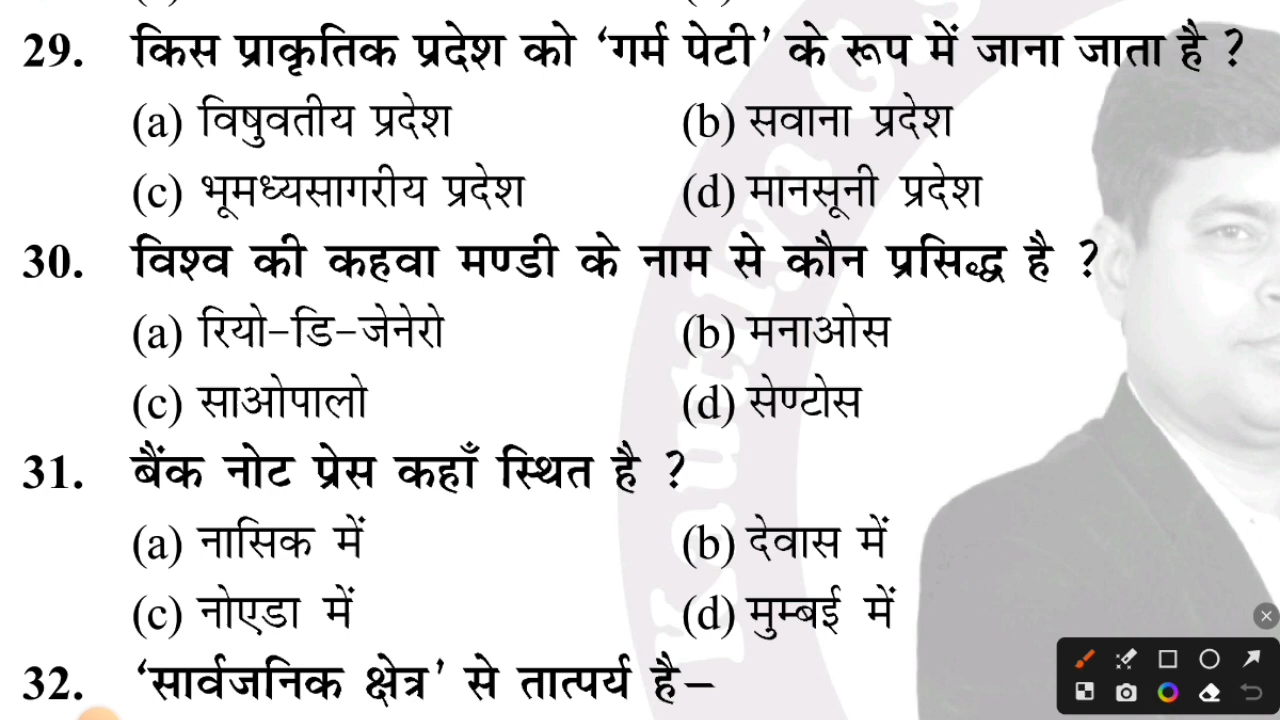 29. किस प्राकृतिक प्रदेश को ‘गर्म पेटी’ के रूप में जाना जाता है ?
(a) विषुवतीय प्रदेश (b) सवाना प्रदेश
(c) भूमध्यसागरीय प्रदेश (d) मानसूनी प्रदेश
30. विश्व की कहवा मण्डी के नाम से कौन प्रसिद्ध है ?
(a) रियो-डि-जेनेरो (b) मनाओस
(c) साओपालो (d) सेण्टोस
31. बैंक नोट प्रेस कहाँ स्थित है ?
(a) नासिक में (b) देवास में
(c) नोएडा में (d) मुम्बई में
32. ‘सार्वजनिक क्षेत्र’ से तात्पर्य है–